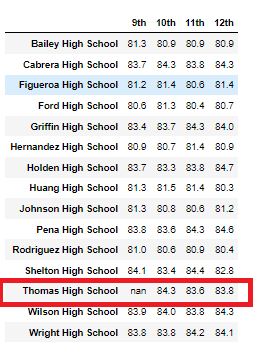 9th 10th 11th 12th
Bailey High School 81.3 80.9 80.9 80.9
Cabrera High School 83.7 84.3 83.8 84.3
Figueroa High School 81.2 81.4 80.6 81.4
Ford High School 80.6 81.3 80.4 80.7
Griffin High School 83.4 83.7 84.3 84.0
Hernandez High School 80.9 80.7 81.4 80.9
Holden High School 83.7 83.3 83.8 84.7
Huang High School 81.3 81.5 81.4 80.3
Johnson High School 81.3 80.8 80.6 81.2
Pena High School 83.8 83.6 84.3 84.6
Rodriguez High School 81.0 80.6 80.9 80.4
Shelton High School 84.1 83.4 84.4 82.8
Thomas High School nan 84.3 83.6 83.8
Wilson High School 83.9 84.0 83.8 84.3
Wright High School 83.8 83.8 84.2 84.1